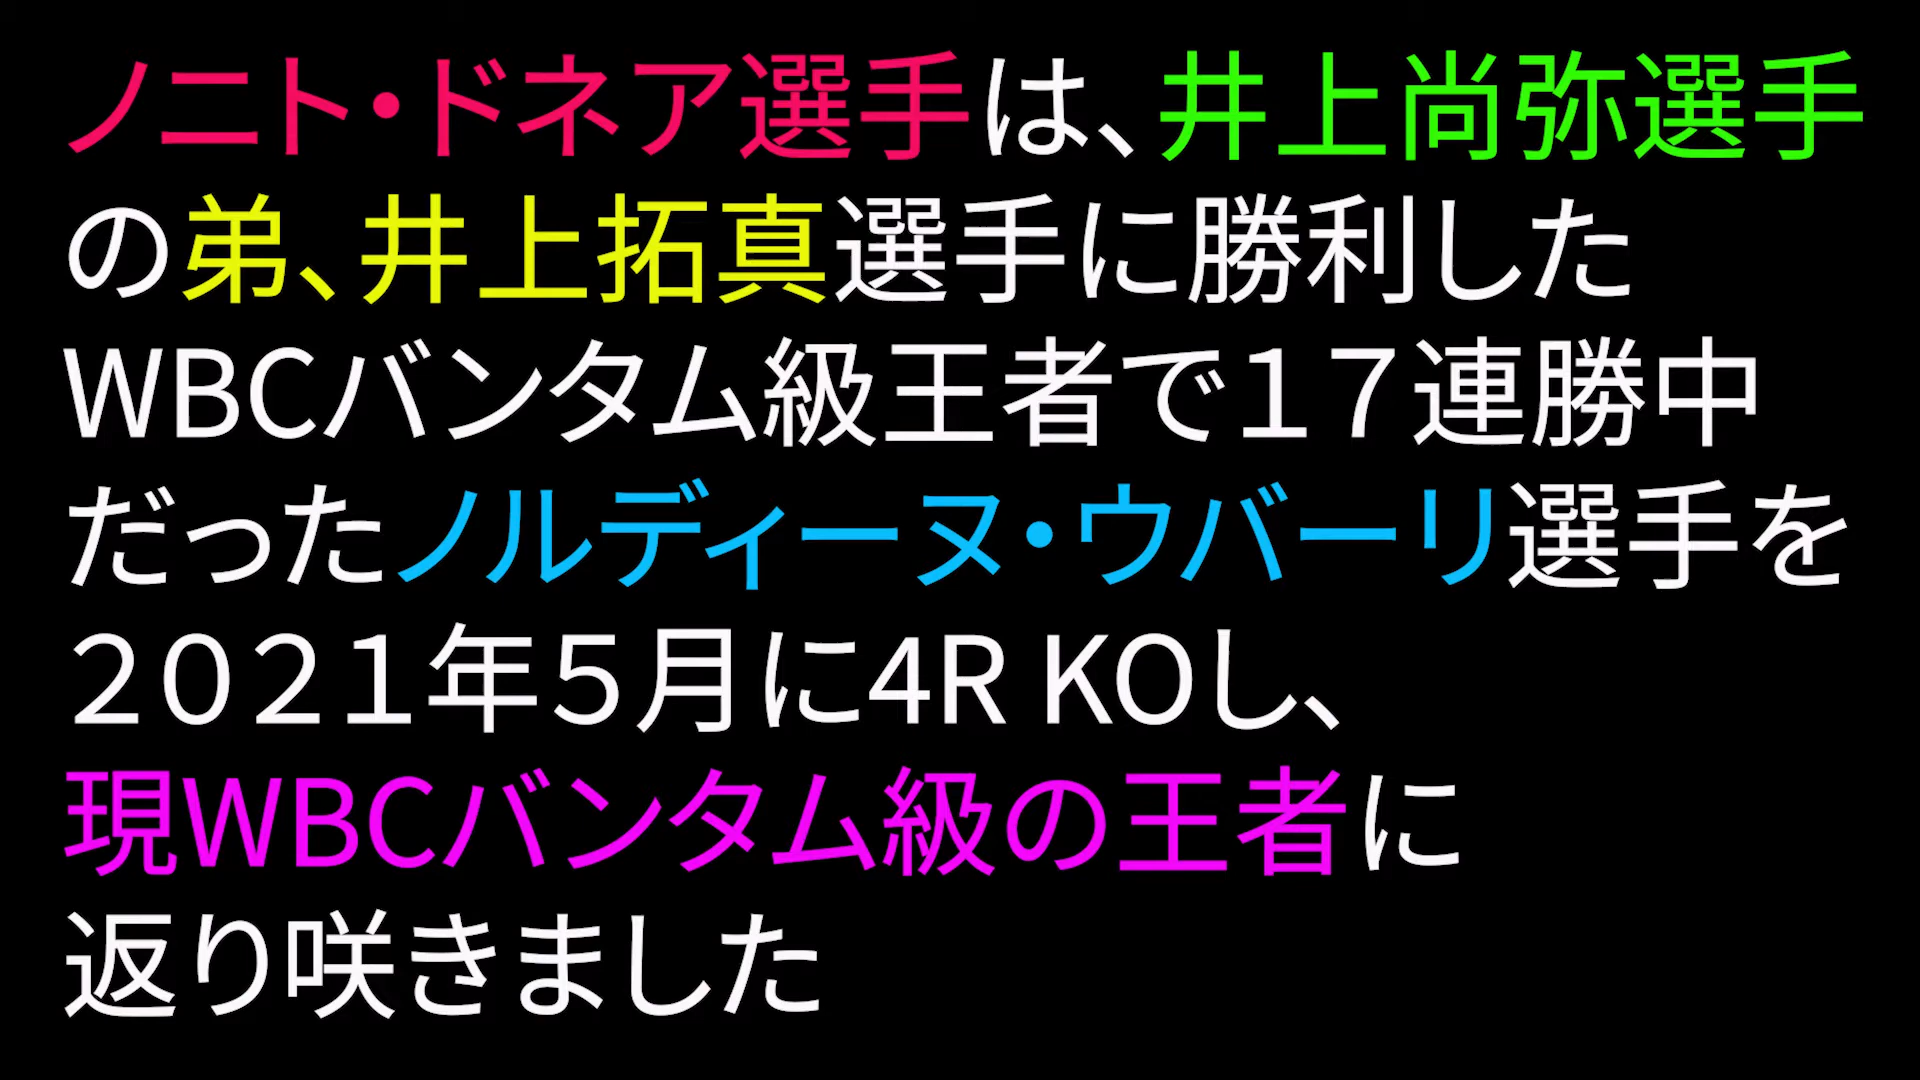 ノニト・ドネア選手は、井上尚弥選手
の弟、井上拓真選手に勝利した
WBCバンタム級王者で１７連勝中
だったノルディーヌ・ウバーリ選手を
２０２１年５月に4R KOし、
現WBCバンタム級の王者に
返り咲きました